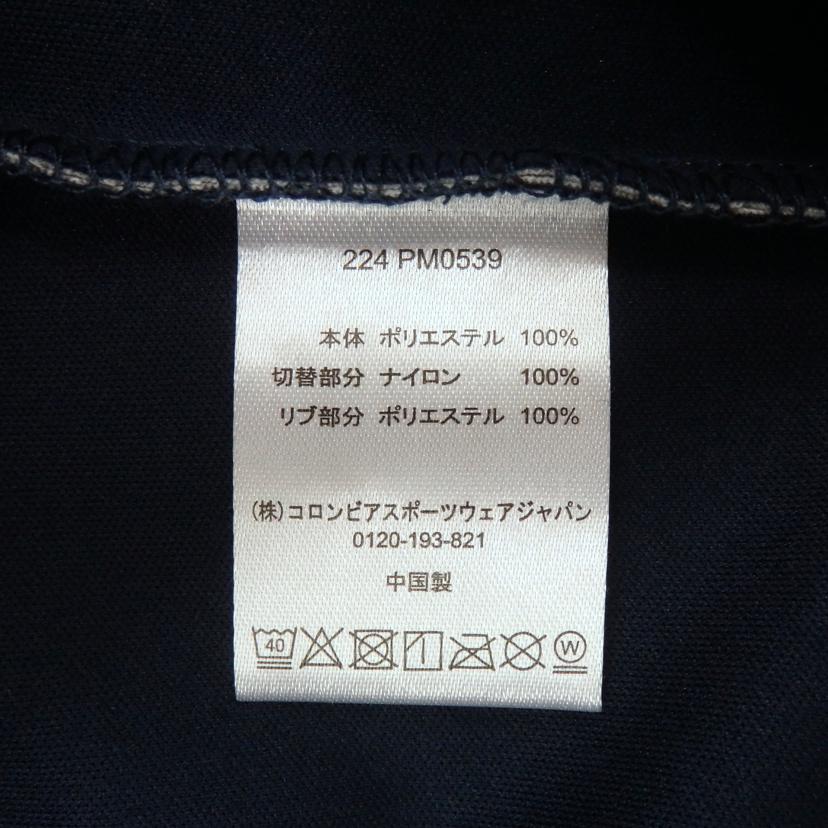 224 PM0539
本体 ポリエステル 100%
切替部分 ナイロン 100%
リブ部分 ポリエステル 100%
(株)コロンビアスポーツウェアジャパン
0120-193-821
中国製
40 W